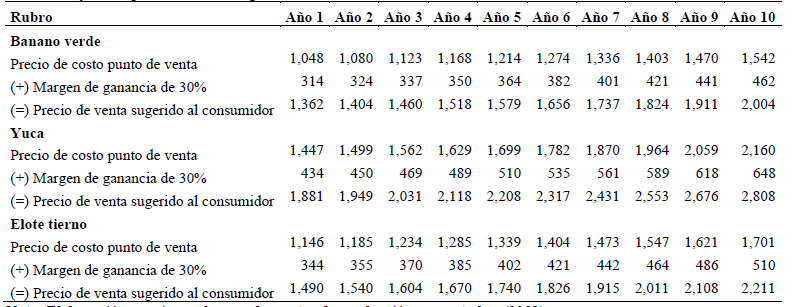 Rubro Año 1 Año 2 Año 3 Año 4 Año 5 Año 6 Año 7 Año 8 Año 9 Año 10
Banano verde
Precio de costo punto de venta 1,048 1,080 1,123 1,168 1,214 1,274 1,336 1,403 1,470 1,542
(+) Margen de ganancia de 30% 314 324 337 350 364 382 401 421 441 462
(=) Precio de venta sugerido al consumidor 1,362 1,404 1,460 1,518 1,579 1,656 1,737 1,824 1,911 2,004
Yuca
Precio de costo punto de venta 1,447 1,499 1,562 1,629 1,699 1,782 1,870 1,964 2,059 2,160
(+) Margen de ganancia de 30% 434 450 469 489 510 535 561 589 618 648
(=) Precio de venta sugerido al consumidor 1,881 1,949 2,031 2,118 2,208 2,317 2,431 2,553 2,676 2,808
Elote tierno
Precio de costo punto de venta 1,146 1,185 1,234 1,285 1,339 1,404 1,473 1,547 1,621 1,701
(+) Margen de ganancia de 30% 344 355 370 385 402 421 442 464 486 510
(=) Precio de venta sugerido al consumidor 1,490 1,540 1,604 1,670 1,740 1,826 1,915 2,011 2,108 2,211